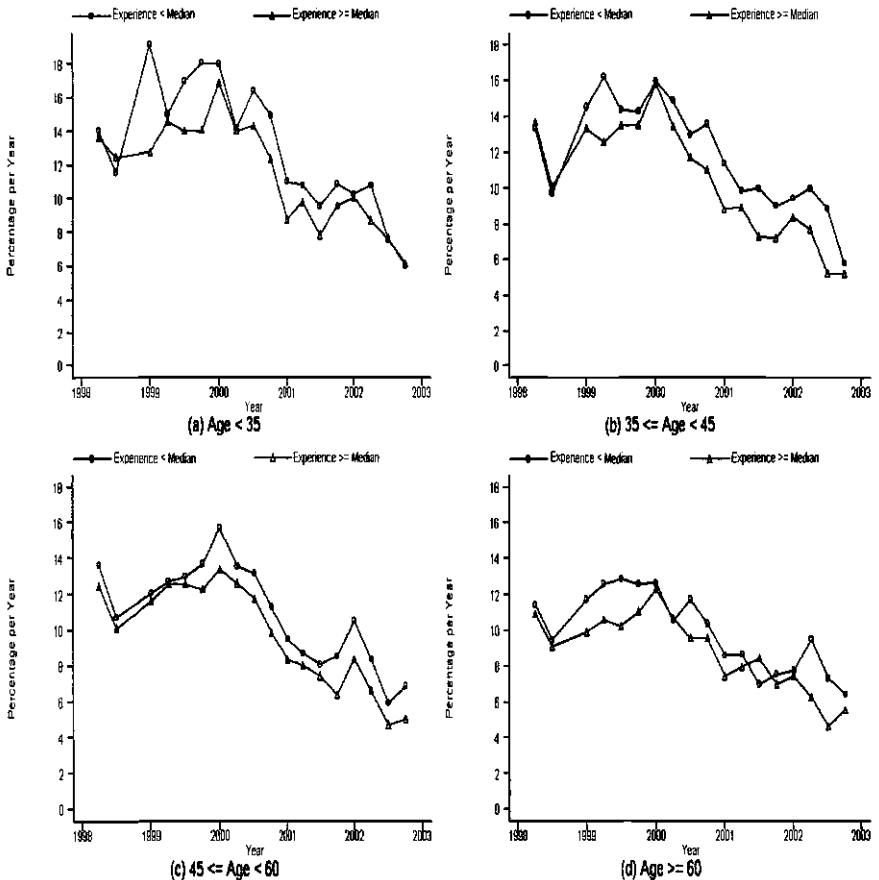 Experience < Median Experience >= Median
Percentage per Year
18
16
14
12
10
8
6
4
2
0
1998 1999 2000 2001 2002 2003
Year
(a) Age < 35
Experience < Median Experience >= Median
Percentage per Year
18
16
14
12
10
8
6
4
2
0
1998 1999 2000 2001 2002 2003
Year
(b) 35 <= Age < 45
Experience < Median Experience >= Median
Percentage per Year
18
16
14
12
10
8
6
4
2
0
1998 1999 2000 2001 2002 2003
Year
(c) 45 <= Age < 60
Experience < Median Experience >= Median
Percentage per Year
18
16
14
12
10
8
6
4
2
0
1998 1999 2000 2001 2002 2003
Year
(d) Age >= 60